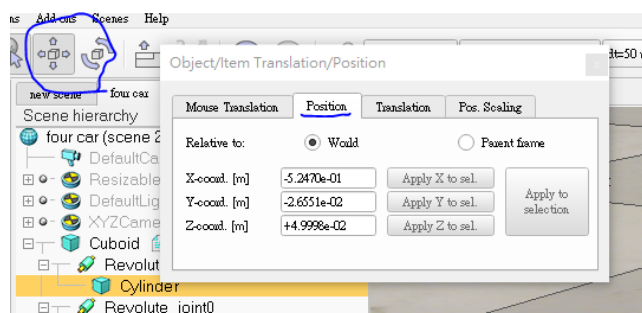 Add-ons Scenes Help
Object/Item Translation/Position
dt=50
new scene four car
Mouse Translation Position Translation Pos. Scaling
Scene hierarchy
four car (scene 2
Relative to: World Parent frame
DefaultCa
Resizable
X-coord. [m] -5.2470e-01 Apply X to sel.
DefaultLig
Y-coord. [m] -2.6551e-02 Apply Y to sel. Apply to selection
XYZCame
Z-coord. [m] +4.9998e-02 Apply Z to sel.
Cuboid
Revolut
Cylinder
Revolute_joint0